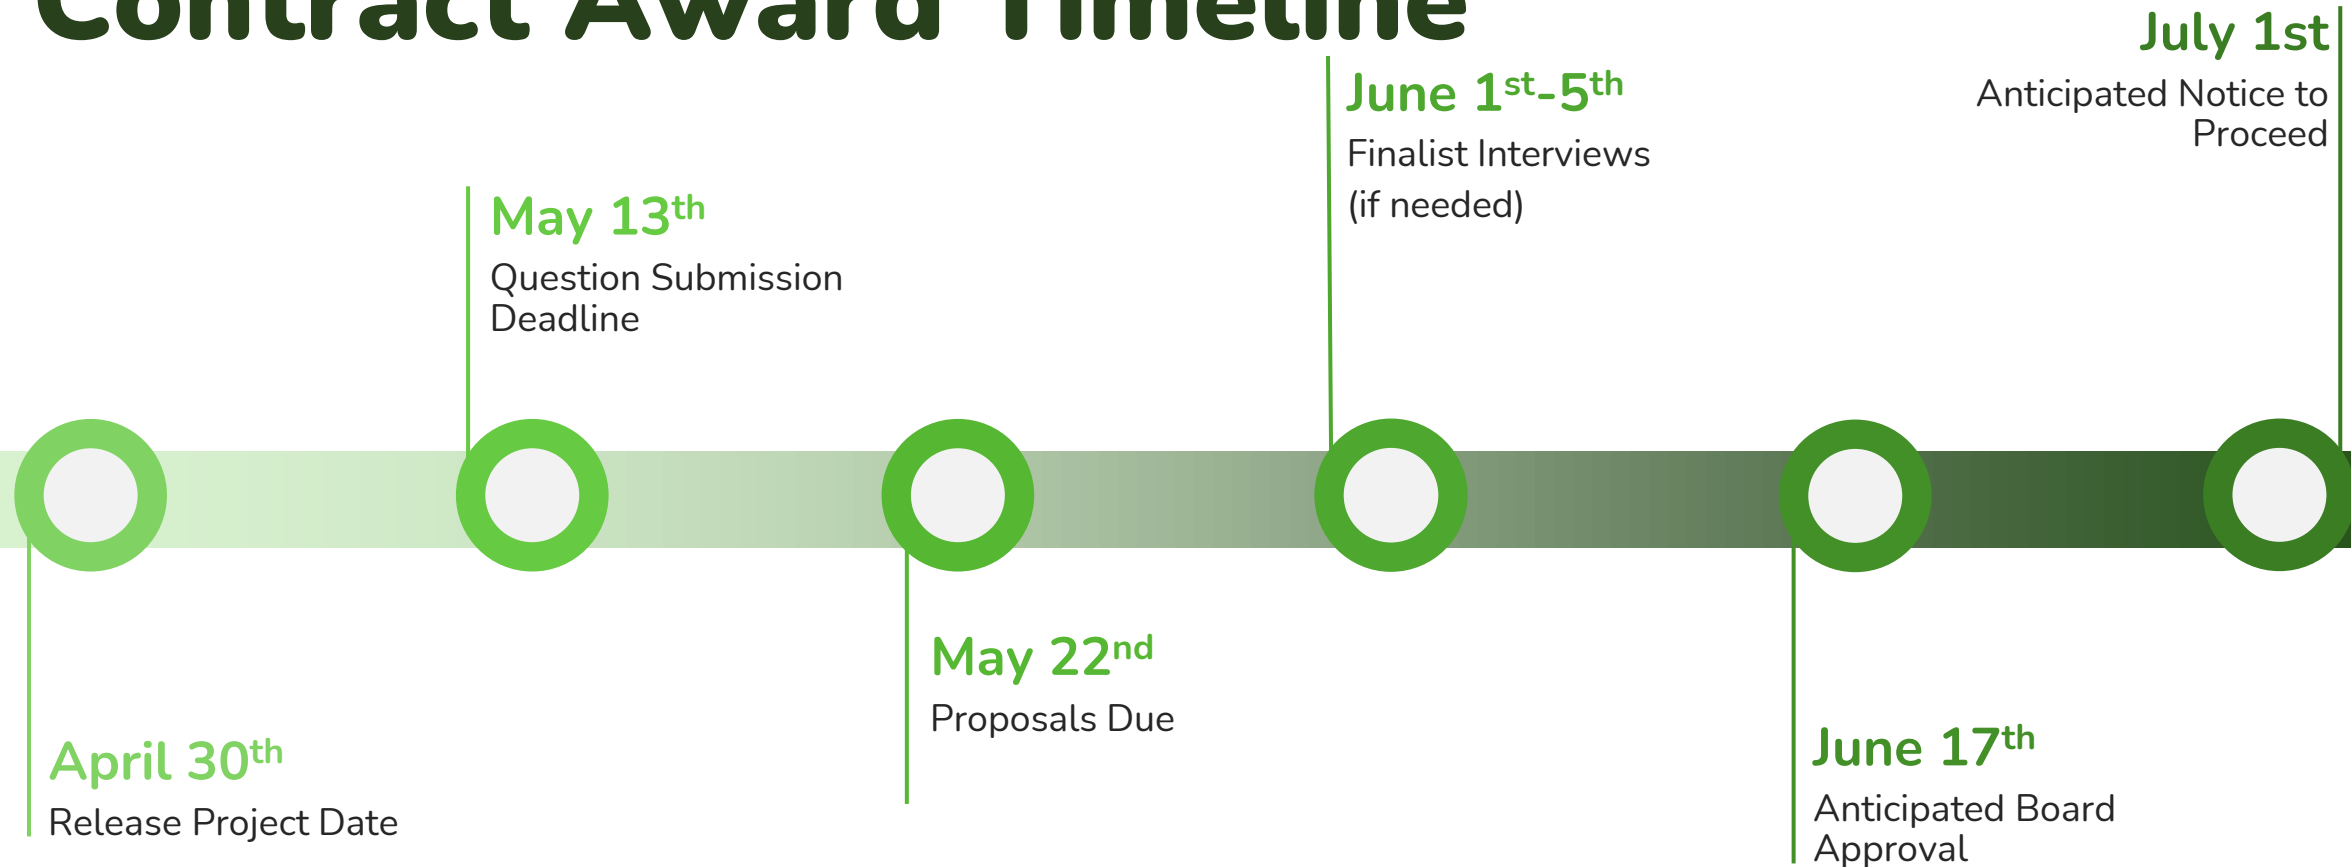 Contract Award Timeline
April 30th
Release Project Date
May 13th
Question Submission
Deadline
May 22nd
Proposals Due
June 1st-5th
Finalist Interviews
(if needed)
June 17th
Anticipated Board
Approval
July 1st
Anticipated Notice to
Proceed